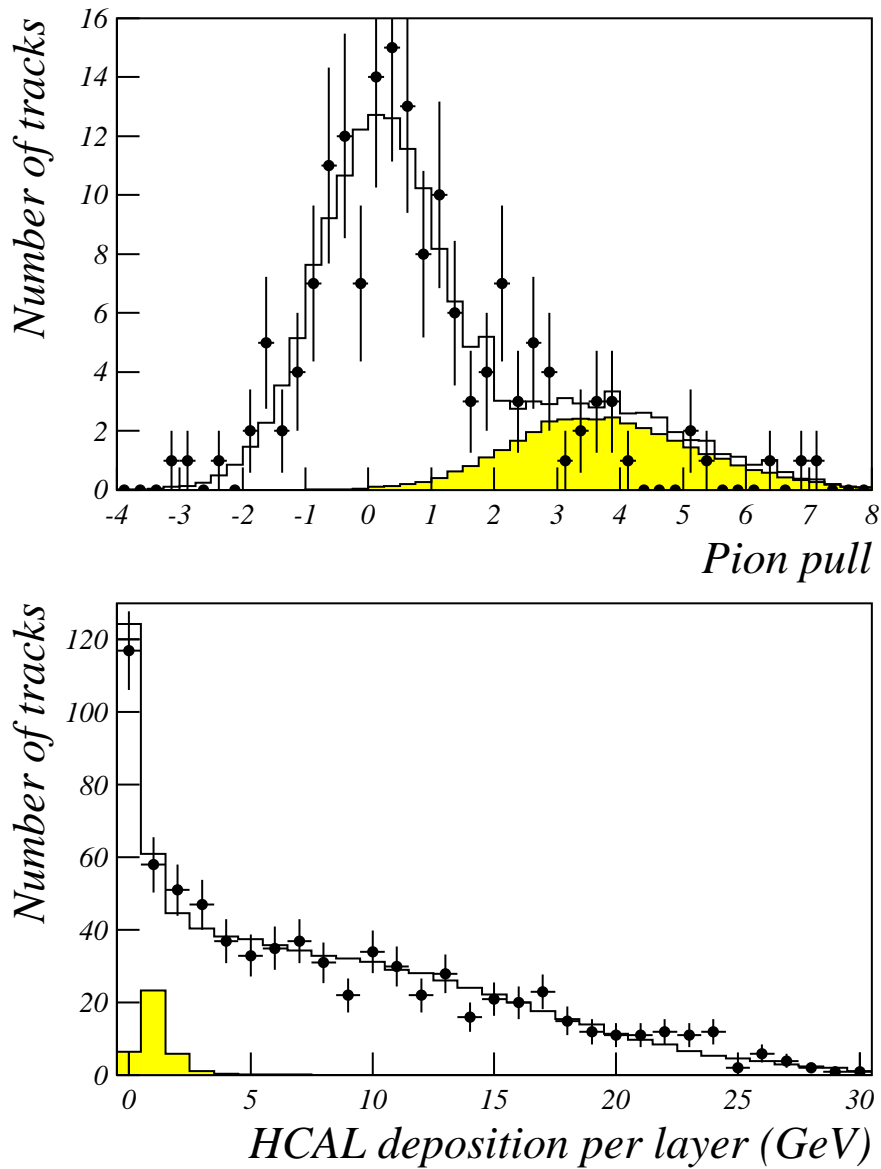 Number of tracks
16
14
12
10
8
6
4
2
0
-4 -3 -2 -1 0 1 2 3 4 5 6 7 8
Pion pull
Number of tracks
120
100
80
60
40
20
0
0 5 10 15 20 25 30
HCAL deposition per layer (GeV)